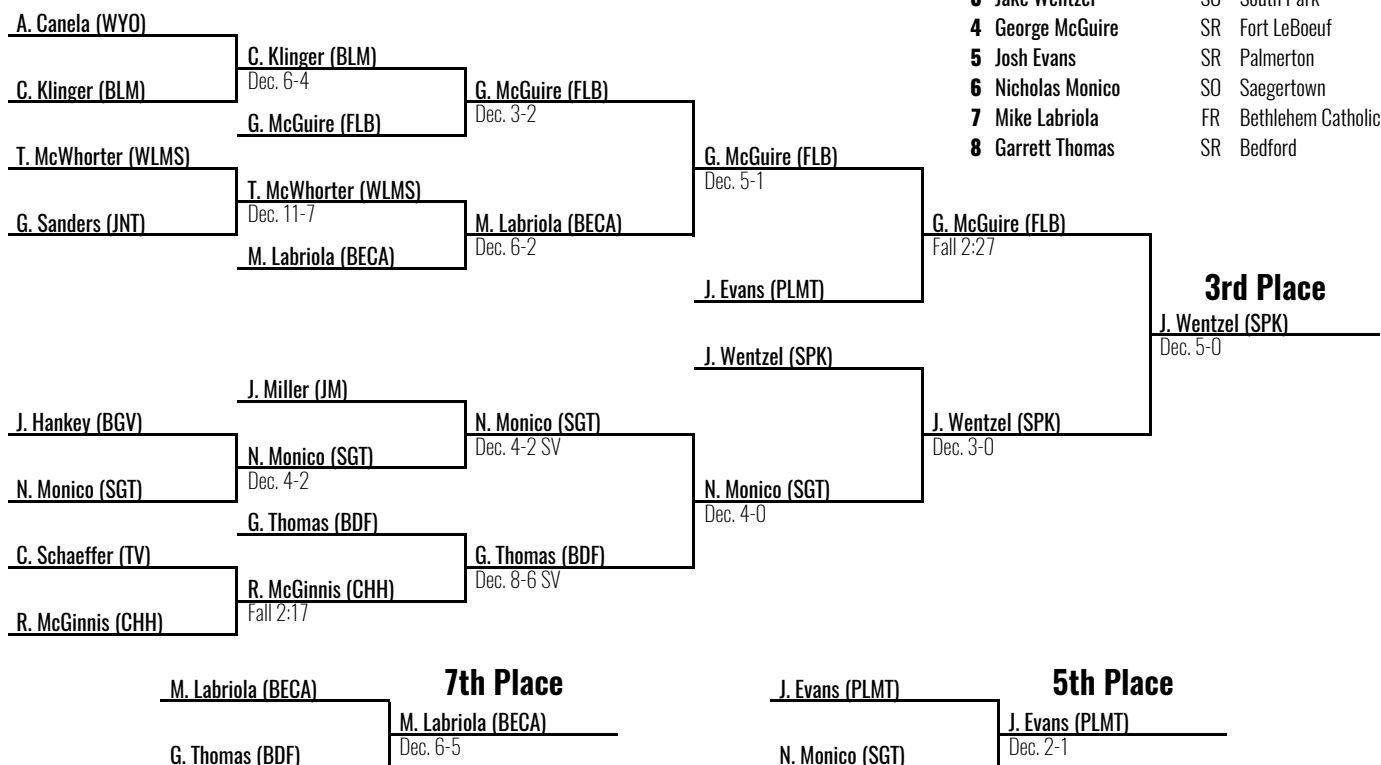 3 Jake Wentzel SO South Park
A. Canela (WYO)
4 George McGuire SR Fort LeBoeuf
C. Klinger (BLM)
Dec. 6-4
5 Josh Evans SR Palmerton
C. Klinger (BLM)
G. McGuire (FLB)
Dec. 3-2
6 Nicholas Monico SO Saegertown
G. McGuire (FLB)
7 Mike Labriola FR Bethlehem Catholic
T. McWhorter (WLMS)
G. McGuire (FLB)
Dec. 5-1
8 Garrett Thomas SR Bedford
T. McWhorter (WLMS)
Dec. 11-7
G. Sanders (JNT)
M. Labriola (BECA)
Dec. 6-2
G. McGuire (FLB)
Fall 2:27
M. Labriola (BECA)
J. Evans (PLMT)
3rd Place
J. Wentzel (SPK)
Dec. 5-0
J. Wentzel (SPK)
J. Miller (JM)
J. Hankey (BGV)
N. Monico (SGT)
Dec. 4-2 SV
J. Wentzel (SPK)
Dec. 3-0
N. Monico (SGT)
Dec. 4-2
N. Monico (SGT)
N. Monico (SGT)
Dec. 4-0
G. Thomas (BDF)
C. Schaeffer (TV)
G. Thomas (BDF)
Dec. 8-6 SV
R. McGinnis (CHH)
Fall 2:17
R. McGinnis (CHH)
7th Place
M. Labriola (BECA)
M. Labriola (BECA)
Dec. 6-5
G. Thomas (BDF)
5th Place
J. Evans (PLMT)
J. Evans (PLMT)
Dec. 2-1
N. Monico (SGT)